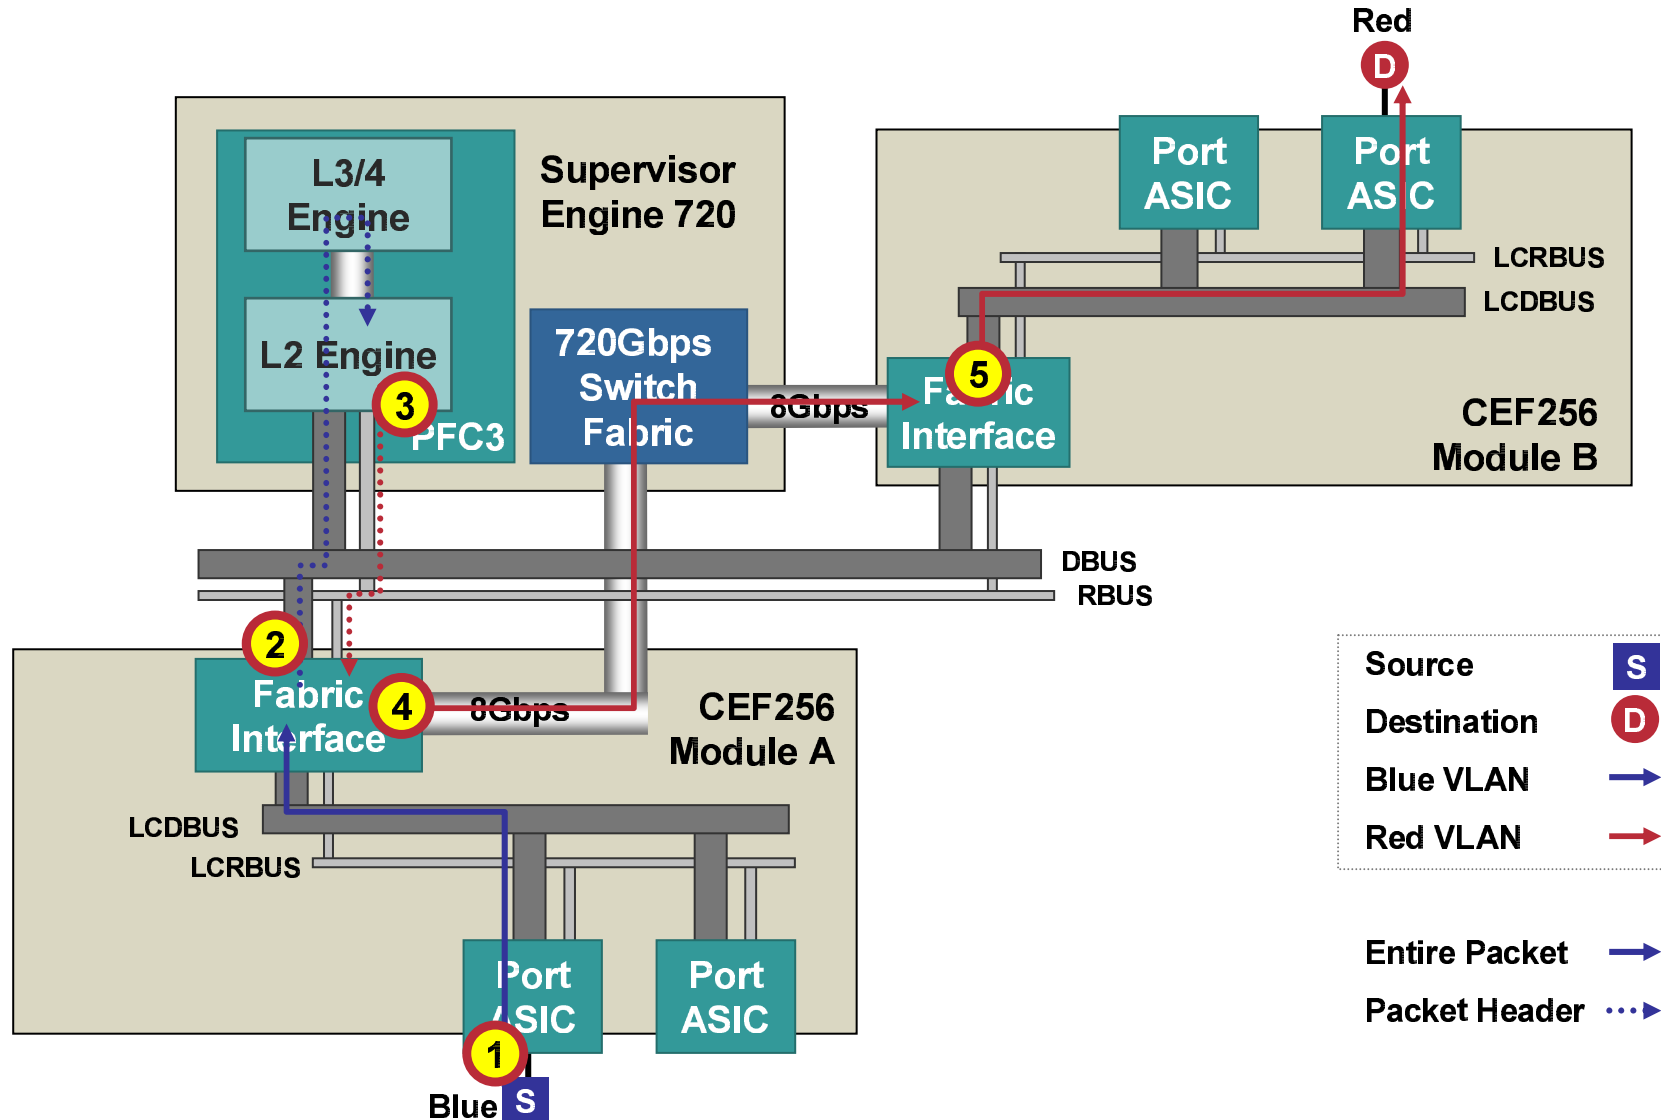 Red
D
L3/4
Engine
Supervisor
Engine 720
Port
ASIC
Port
ASIC
LCRBUS
LCDBUS
L2 Engine
3
PFC3
720Gbps
Switch
Fabric
8Gbps
5
Fabric
Interface
CEF256
Module B
DBUS
RBUS
2
Fabric
Interface
4
8Gbps
CEF256
Module A
LCDBUS
LCRBUS
Port
ASIC
Port
ASIC
1
Blue
S
Source
S
Destination
D
Blue VLAN
Red VLAN
Entire Packet
Packet Header